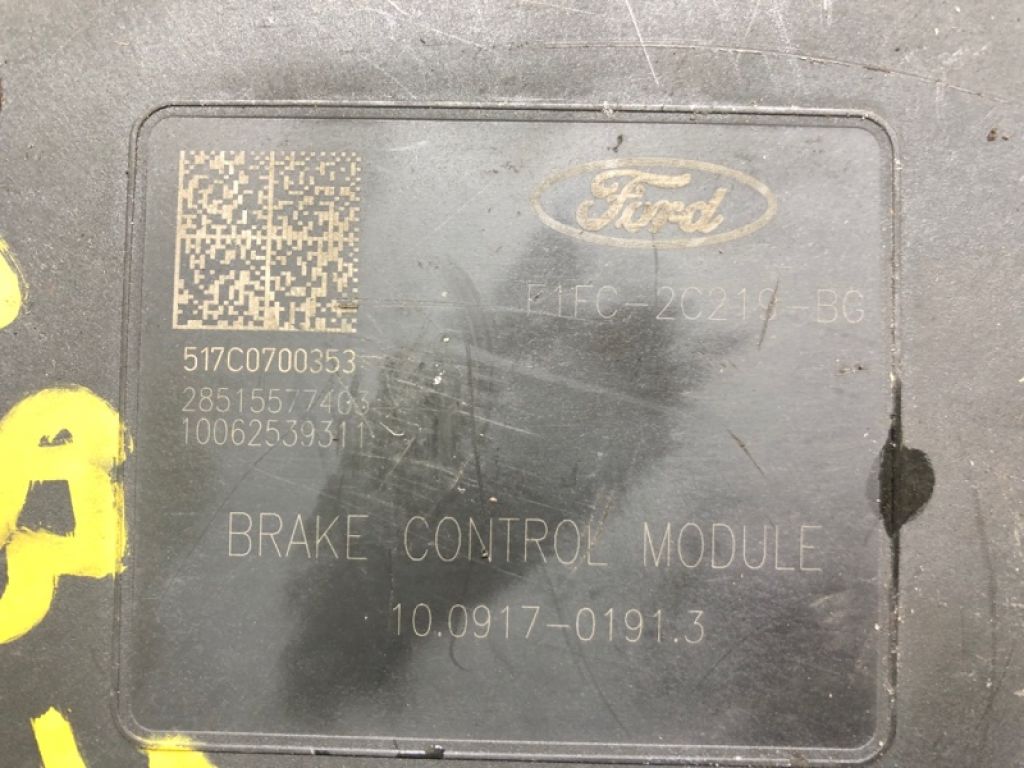 Ford
F1FC-2C219-BG
517C0700353
28515577403
10062539311
BRAKE CONTROL MODULE
10.0917-0191.3